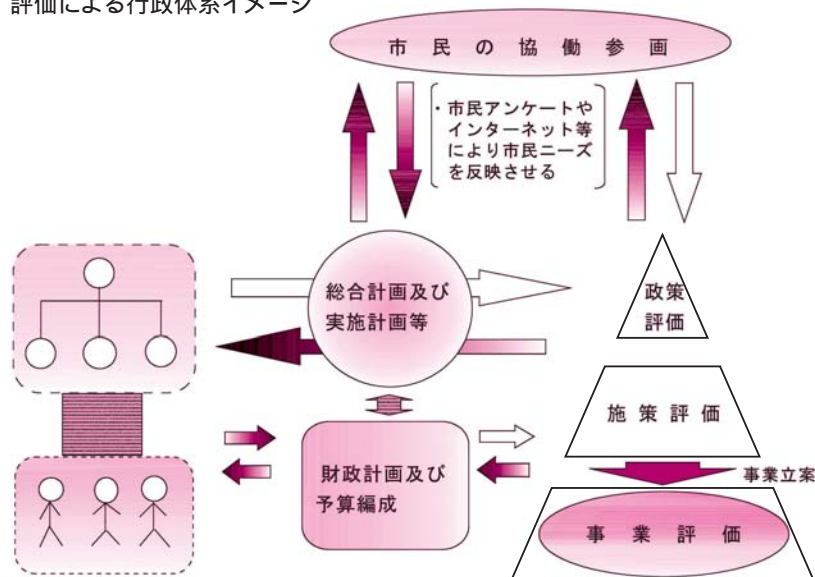 評価による行政体系イメージ
市民の協働参画
・市民アンケートや
インターネット等
により市民ニーズ
を反映させる
総合計画及び
実施計画等
政策
評価
施策評価
財政計画及び
予算編成
事業立案
事業評価